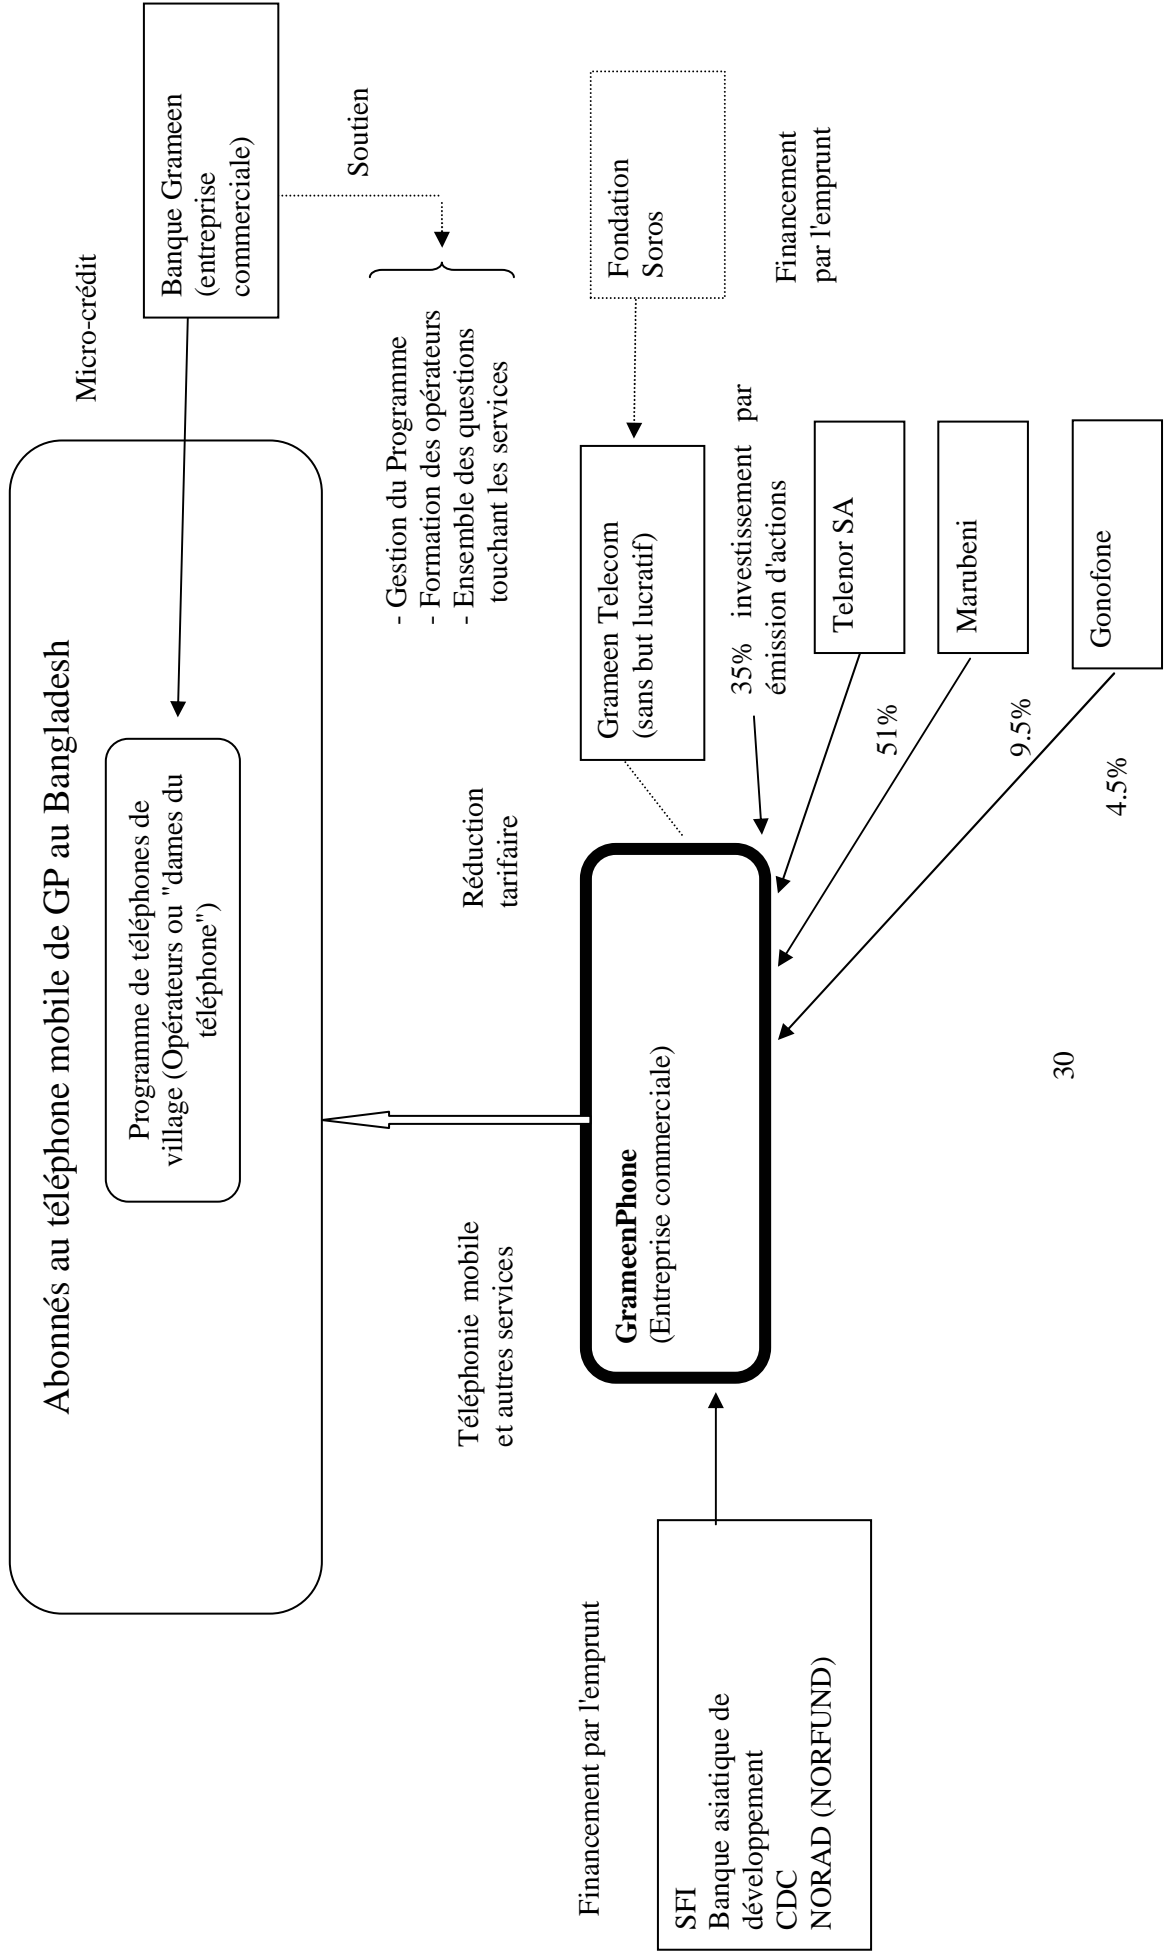 Abonnés au téléphone mobile de GP au Bangladesh
Programme de téléphones de
village (Opérateurs ou "dames du
téléphone")
Micro-crédit
Banque Grameen
(entreprise
commerciale)
Soutien
- Gestion du Programme
- Formation des opérateurs
- Ensemble des questions
touchant les services
Téléphonie mobile
et autres services
Réduction
tarifaire
Financement par l'emprunt
SFI
Banque asiatique de
développement
CDC
NORAD (NORFUND)
GrameenPhone
(Entreprise commerciale)
Grameen Telecom
(sans but lucratif)
Fondation
Soros
Financement
par l'emprunt
35% investissement par
émission d'actions
Telenor SA
51%
Marubeni
9.5%
Gonofone
4.5%
30